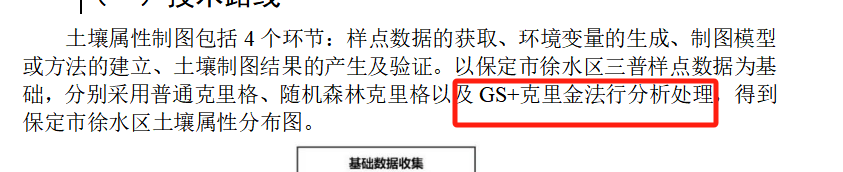 （一）技术路线
土壤属性制图包括 4 个环节：样点数据的获取、环境变量的生成、制图模型
或方法的建立、土壤制图结果的产生及验证。以保定市徐水区三普样点数据为基
础，分别采用普通克里格、随机森林克里格以及 GS+克里金法行分析处理，得到
保定市徐水区土壤属性分布图。
基础数据收集